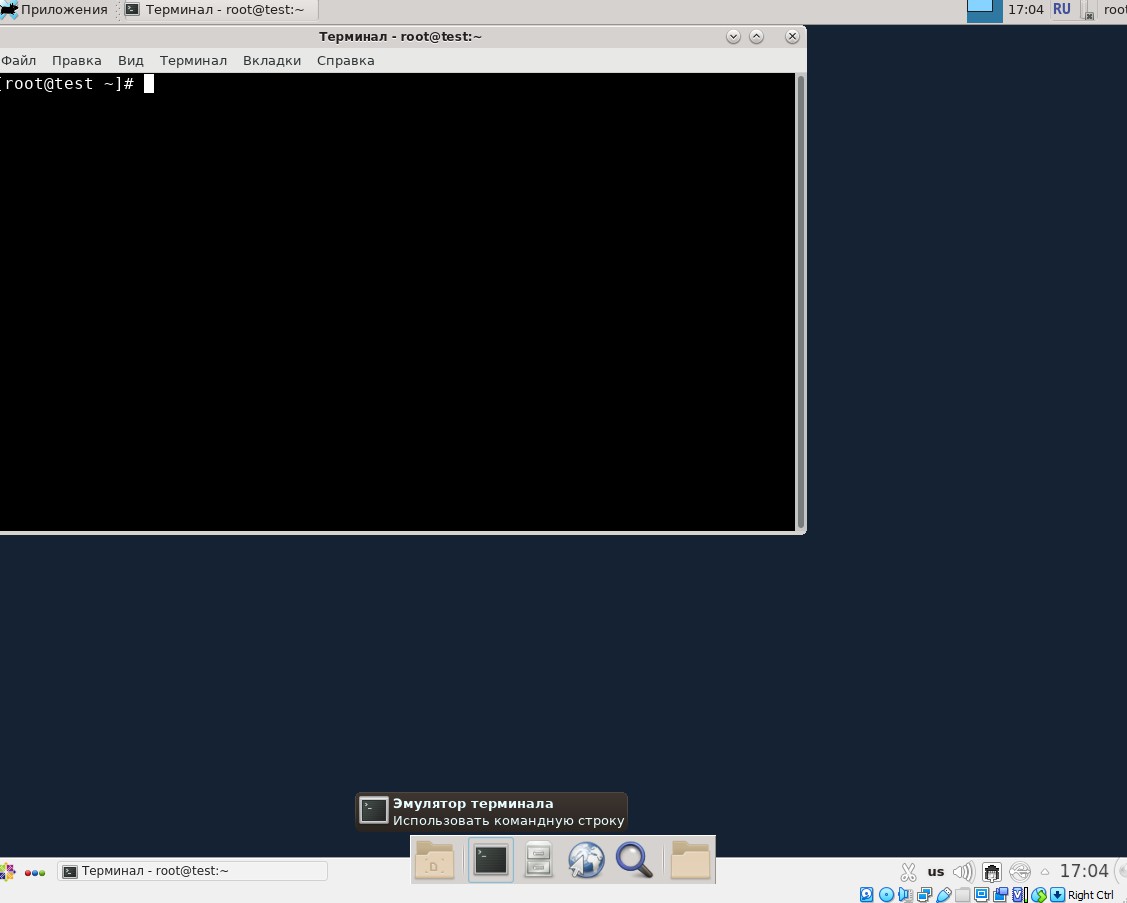 Приложения
Терминал - root@test:~
17:04
RU
root
Терминал - root@test:~
Файл Правка Вид Терминал Вкладки Справка
[root@test ~]#
Эмулятор терминала
Использовать командную строку
Терминал - root@test:~
us
17:04
Right Ctrl